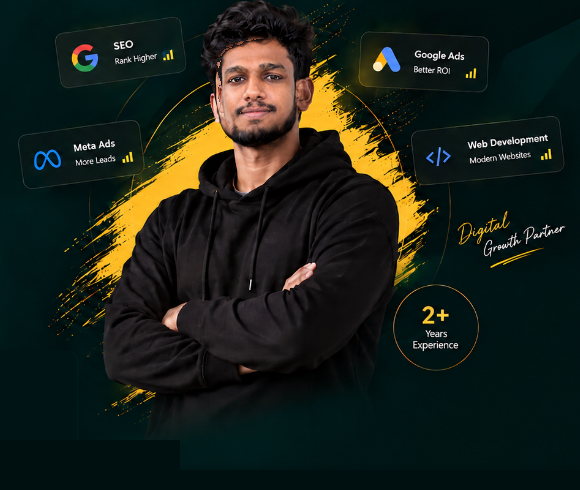 SEO
Rank Higher
Google Ads
Better ROI
Meta Ads
More Leads
</>
Web Development
Modern Websites
Digital
Growth Partner
2+
Years
Experience